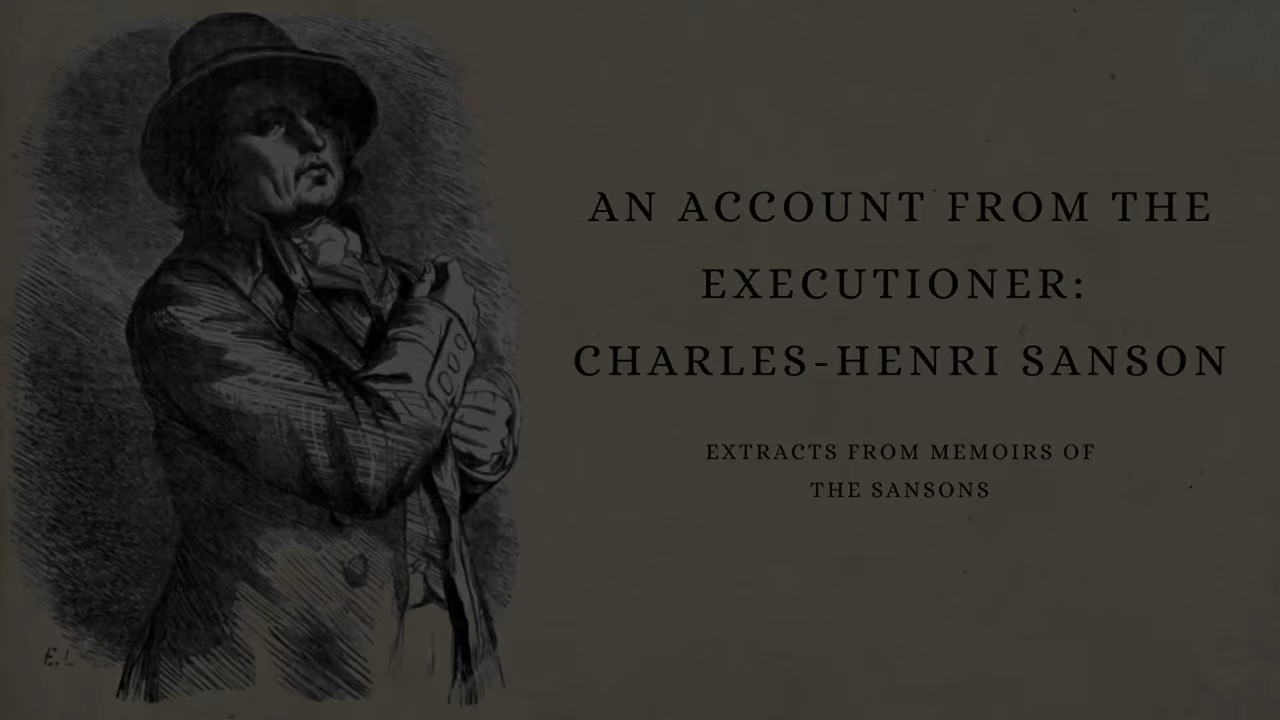 AN ACCOUNT FROM THE
EXECUTIONER:
CHARLES-HENRI SANSON
EXTRACTS FROM MEMOIRS OF
THE SANSONS
E.L